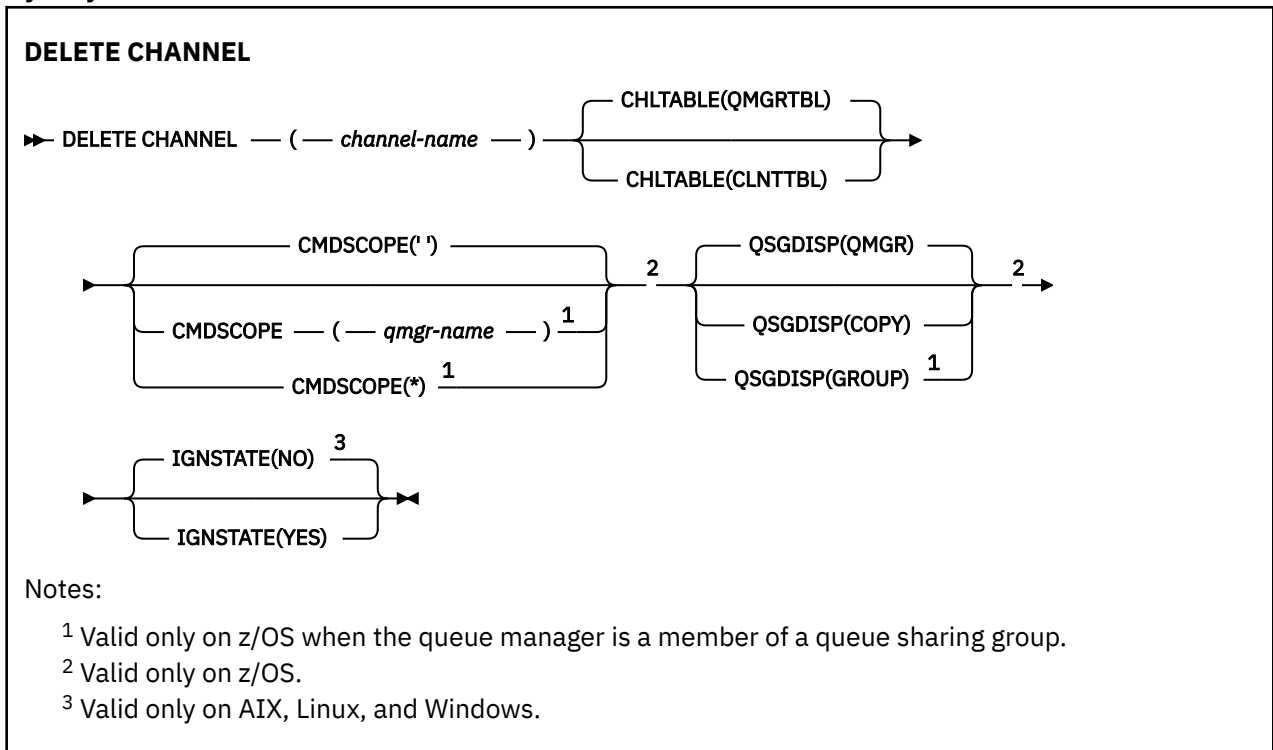 DELETE CHANNEL
CHLTABLE(QMGRTBL)
DELETE CHANNEL ( channel-name )
CHLTABLE(CLNTTBL)
CMDSCOPE(' ') QSGDISP(QMGR)
2 2
CMDSCOPE ( qmgr-name ) 1 QSGDISP(COPY)
CMDSCOPE(*) 1 QSGDISP(GROUP) 1
IGNSTATE(NO) 3
IGNSTATE(YES)
Notes:
1 Valid only on z/OS when the queue manager is a member of a queue sharing group.
2 Valid only on z/OS.
3 Valid only on AIX, Linux, and Windows.